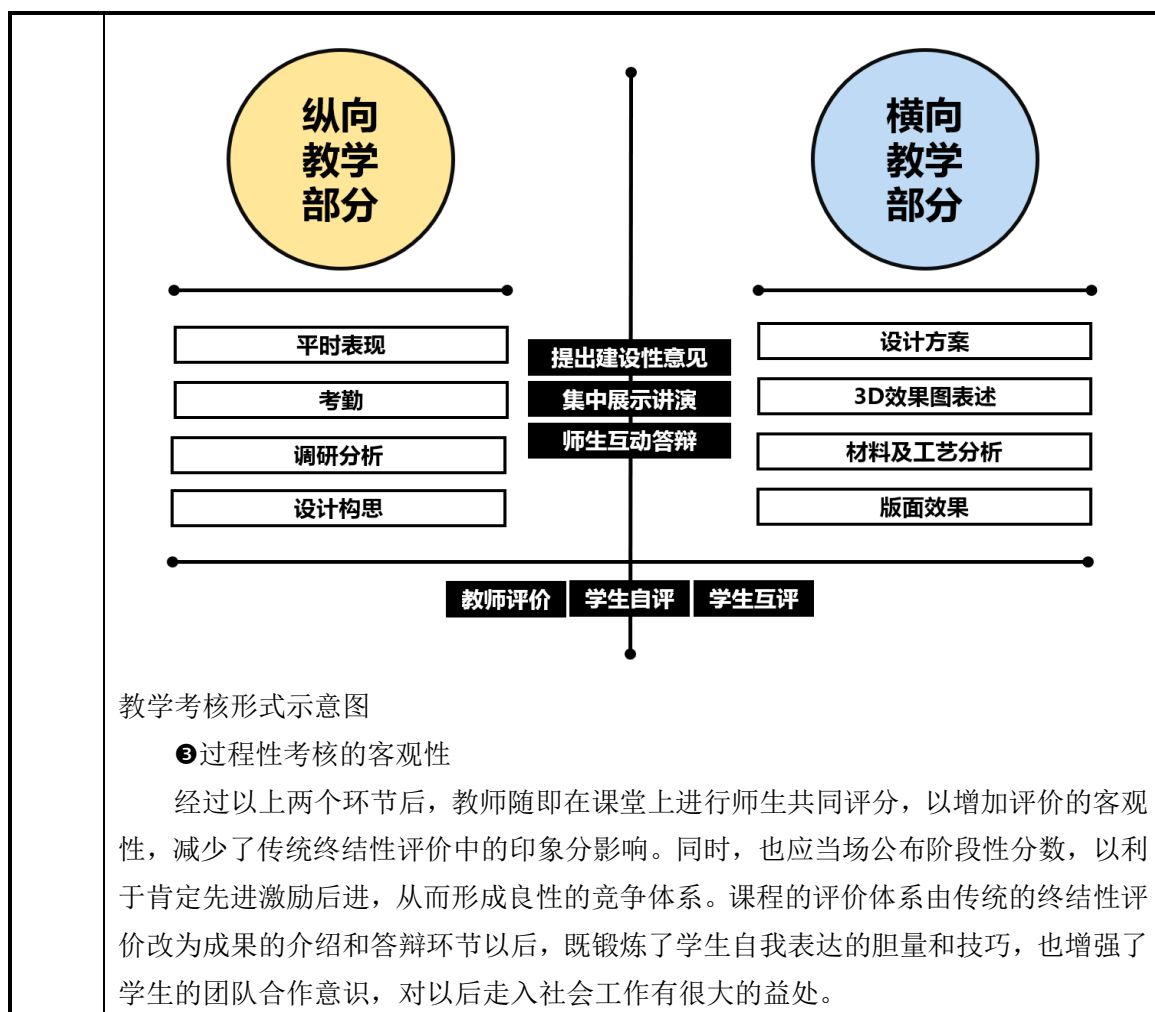 纵向
教学
部分
横向
教学
部分
平时表现
考勤
调研分析
设计构思
提出建设性意见
集中展示讲演
师生互动答辩
设计方案
3D效果图表述
材料及工艺分析
版面效果
教师评价 学生自评 学生互评
教学考核形式示意图
❸过程性考核的客观性
经过以上两个环节后，教师随即在课堂上进行师生共同评分，以增加评价的客观
性，减少了传统终结性评价中的印象分影响。同时，也应当场公布阶段性分数，以利
于肯定先进激励后进，从而形成良性的竞争体系。课程的评价体系由传统的终结性评
价改为成果的介绍和答辩环节以后，既锻炼了学生自我表达的胆量和技巧，也增强了
学生的团队合作意识，对以后走入社会工作有很大的益处。